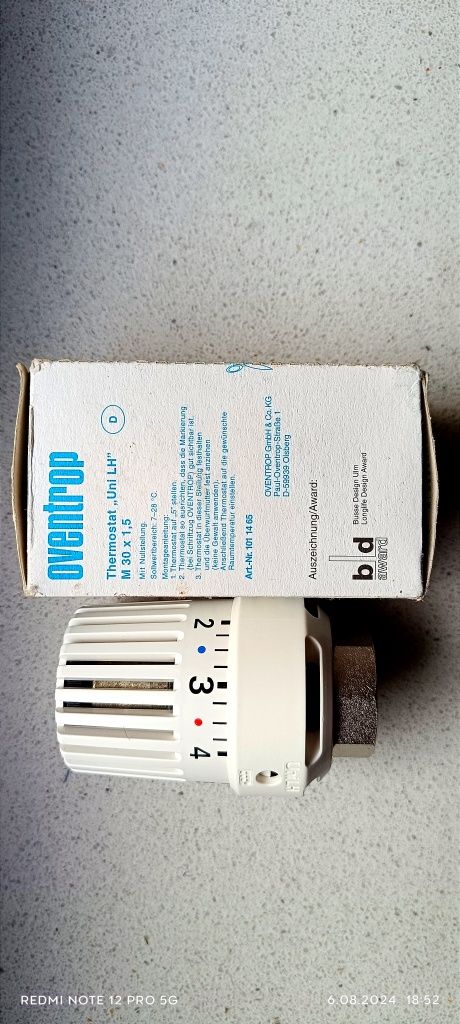 oventrop
D
Thermostat „Uni LH"
M 30 x 1,5
Mit Nullstellung
Sollwertbereich: 7–28 °C.
Montageanleitung:
1. Thermostat auf „5" stellen.
2. Thermostat so ausrichten, dass die Markierung
(bei Schriftzug OVENTROP) gut sichtbar ist.
3. Thermostat in dieser Stellung festhalten
und die Überwurfmutter fest anziehen
(keine Gewalt anwenden).
Anschließend Thermostat auf die gewünschte
Raumtemperatur einstellen.
Art.-Nr. 101 14 65
OVENTROP GmbH & Co. KG
Paul-Oventrop-Straße 1
D-59939 Olsberg
Auszeichnung/Award:
b d
award
Busse Design Ulm
Longlife Design Award
2
3
4
REDMI NOTE 12 PRO 5G
6.08.2024 18:52